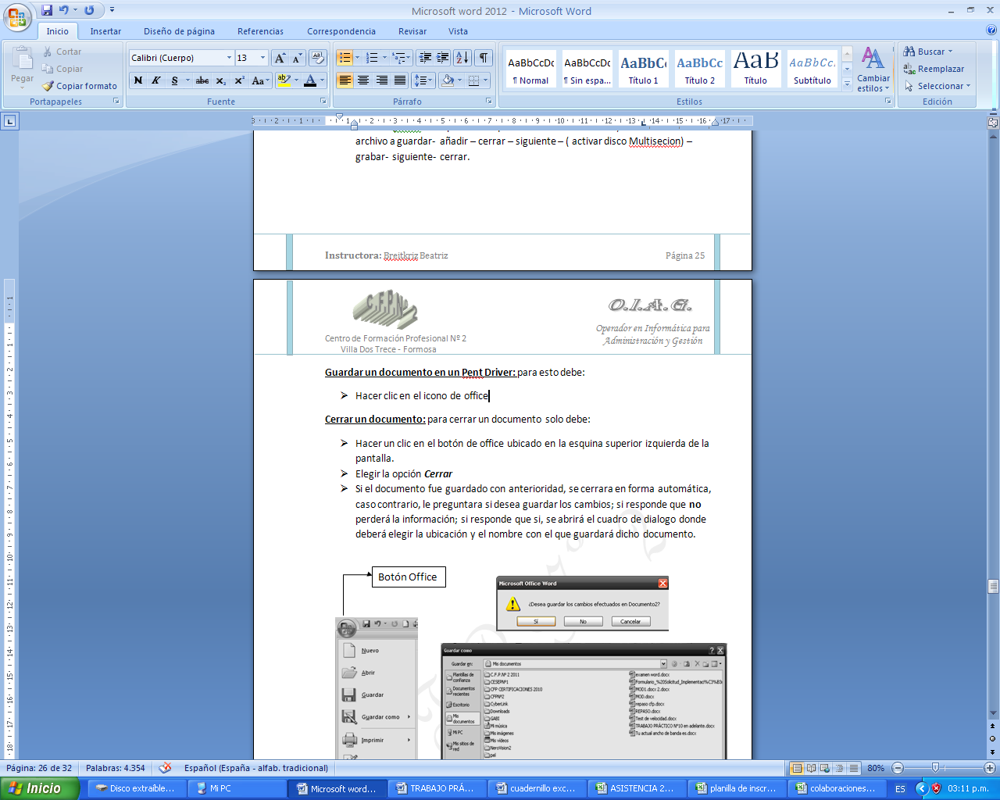 Microsoft word 2012 - Microsoft Word
Inicio Insertar Diseño de página Referencias Correspondencia Revisar Vista
Pegar
Cortar
Copiar
Copiar formato
Portapapeles
Calibri (Cuerpo) 13
Fuente
Párrafo
AaBbCcDc AaBbCcDc AaBbC AaBbCc AaB AaBbCc.
¶ Normal ¶ Sin espa... Título 1 Título 2 Título Subtítulo
Cambiar estilos
Estilos
Buscar
Reemplazar
Seleccionar
Edición
archivo a guardar- añadir – cerrar – siguiente – ( activar disco Multisecion) –
grabar- siguiente- cerrar.
Instructora: Breitkriz Beatriz Página 25
C.F.P.Nº 2
Centro de Formación Profesional Nº 2
Villa Dos Trece - Formosa
O.I.A.G.
Operador en Informática para
Administración y Gestión
Guardar un documento en un Pent Driver: para esto debe:
Hacer clic en el icono de office
Cerrar un documento: para cerrar un documento solo debe:
Hacer un clic en el botón de office ubicado en la esquina superior izquierda de la
pantalla.
Elegir la opción Cerrar
Si el documento fue guardado con anterioridad, se cerrara en forma automática,
caso contrario, le preguntara si desea guardar los cambios; si responde que no
perderá la información; si responde que si, se abrirá el cuadro de dialogo donde
deberá elegir la ubicación y el nombre con el que guardará dicho documento.
Botón Office
Microsoft Office Word
¿Desea guardar los cambios efectuados en Documento2?
Sí No Cancelar
Nuevo
Abrir
Guardar
Guardar como
Imprimir
Guardar como
Guardar en: Mis documentos
Plantillas de confianza
Documentos recientes
Escritorio
Mis documentos
Mi PC
Mis sitios de red
C.F.P.Nº 2 2011
CESEPNº1
CFP CERTIFICACIONES 2010
CFPNº2
CyberLink
Downloads
GABI
Mi música
Mis imágenes
Mis vídeos
NeroVision2
pel
examen word.docx
Formulario_%20Solicitud_Implementaci%C3%B3
MOD1.docx 2.docx
MOD.docx
repaso cfp.docx
REPASO.docx
Test de velocidad.docx
TRABAJO PRÁCTICO Nº10 en adelante.docx
Tu actual ancho de banda es.docx
Página: 26 de 32 Palabras: 4.354 Español (España - alfab. tradicional) 80%
Inicio Disco extraíble... Mi PC Microsoft word... TRABAJO PRÁ... cuadernillo exc... ASISTENCIA 2... planilla de inscr... colaboraciones... ES 03:11 p.m.